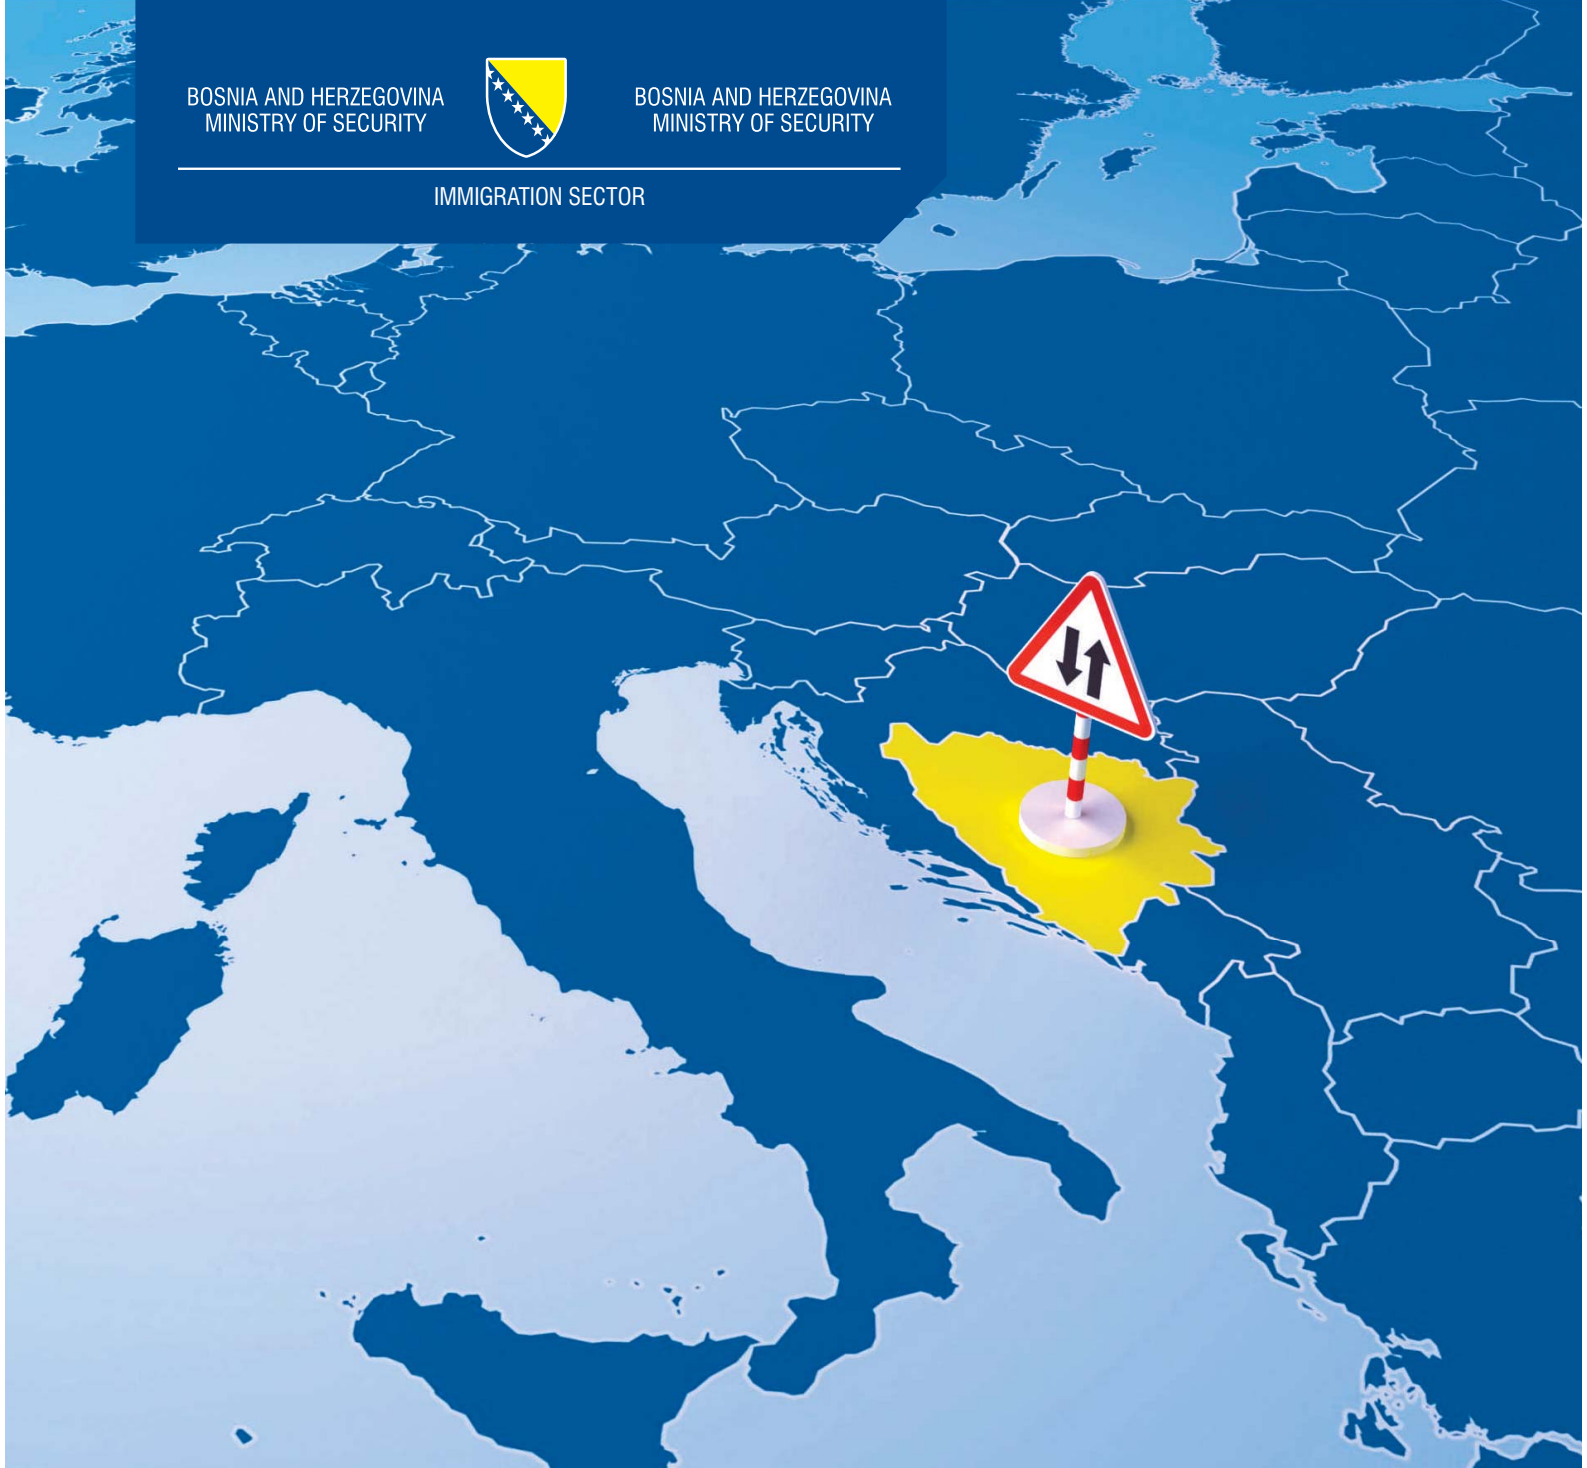 BOSNIA AND HERZEGOVINA
MINISTRY OF SECURITY
BOSNIA AND HERZEGOVINA
MINISTRY OF SECURITY
IMMIGRATION SECTOR